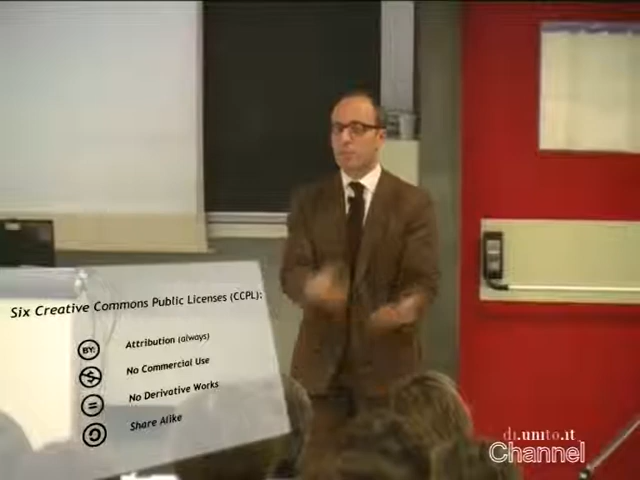 Six Creative Commons Public Licenses (CCPL):
BY: Attribution (always)
No Commercial Use
No Derivative Works
Share Alike
di.unito.it
Channel